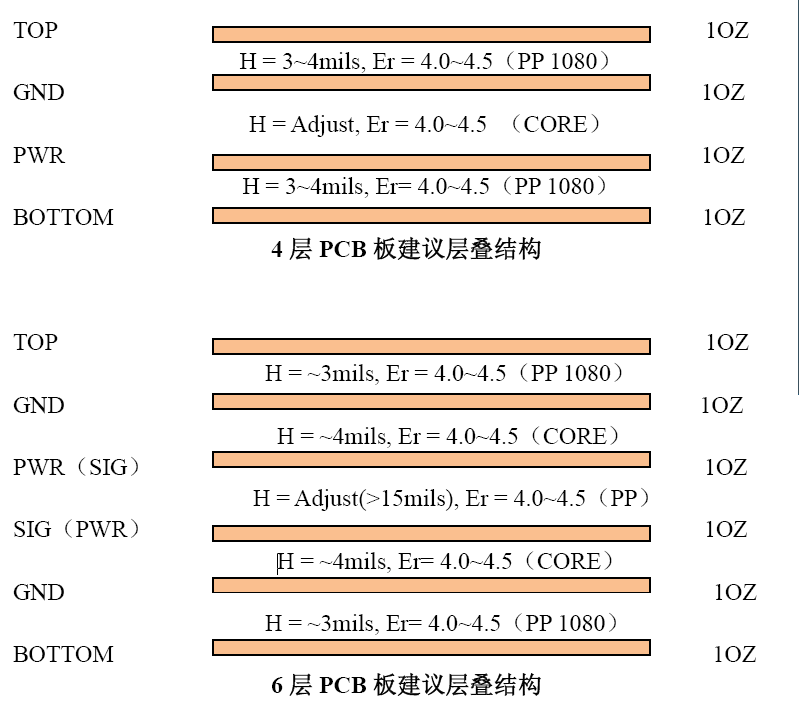 TOP 1OZ
H = 3~4mils, Er = 4.0~4.5（PP 1080）
GND 1OZ
H = Adjust, Er = 4.0~4.5 （CORE）
PWR 1OZ
H = 3~4mils, Er= 4.0~4.5（PP 1080）
BOTTOM 1OZ
4 层 PCB 板建议层叠结构
TOP 1OZ
H = ~3mils, Er = 4.0~4.5（PP 1080）
GND 1OZ
H = ~4mils, Er = 4.0~4.5（CORE）
PWR（SIG） 1OZ
H = Adjust(>15mils), Er = 4.0~4.5（PP）
SIG（PWR） 1OZ
H = ~4mils, Er= 4.0~4.5（CORE）
GND 1OZ
H = ~3mils, Er= 4.0~4.5（PP 1080）
BOTTOM 1OZ
6 层 PCB 板建议层叠结构